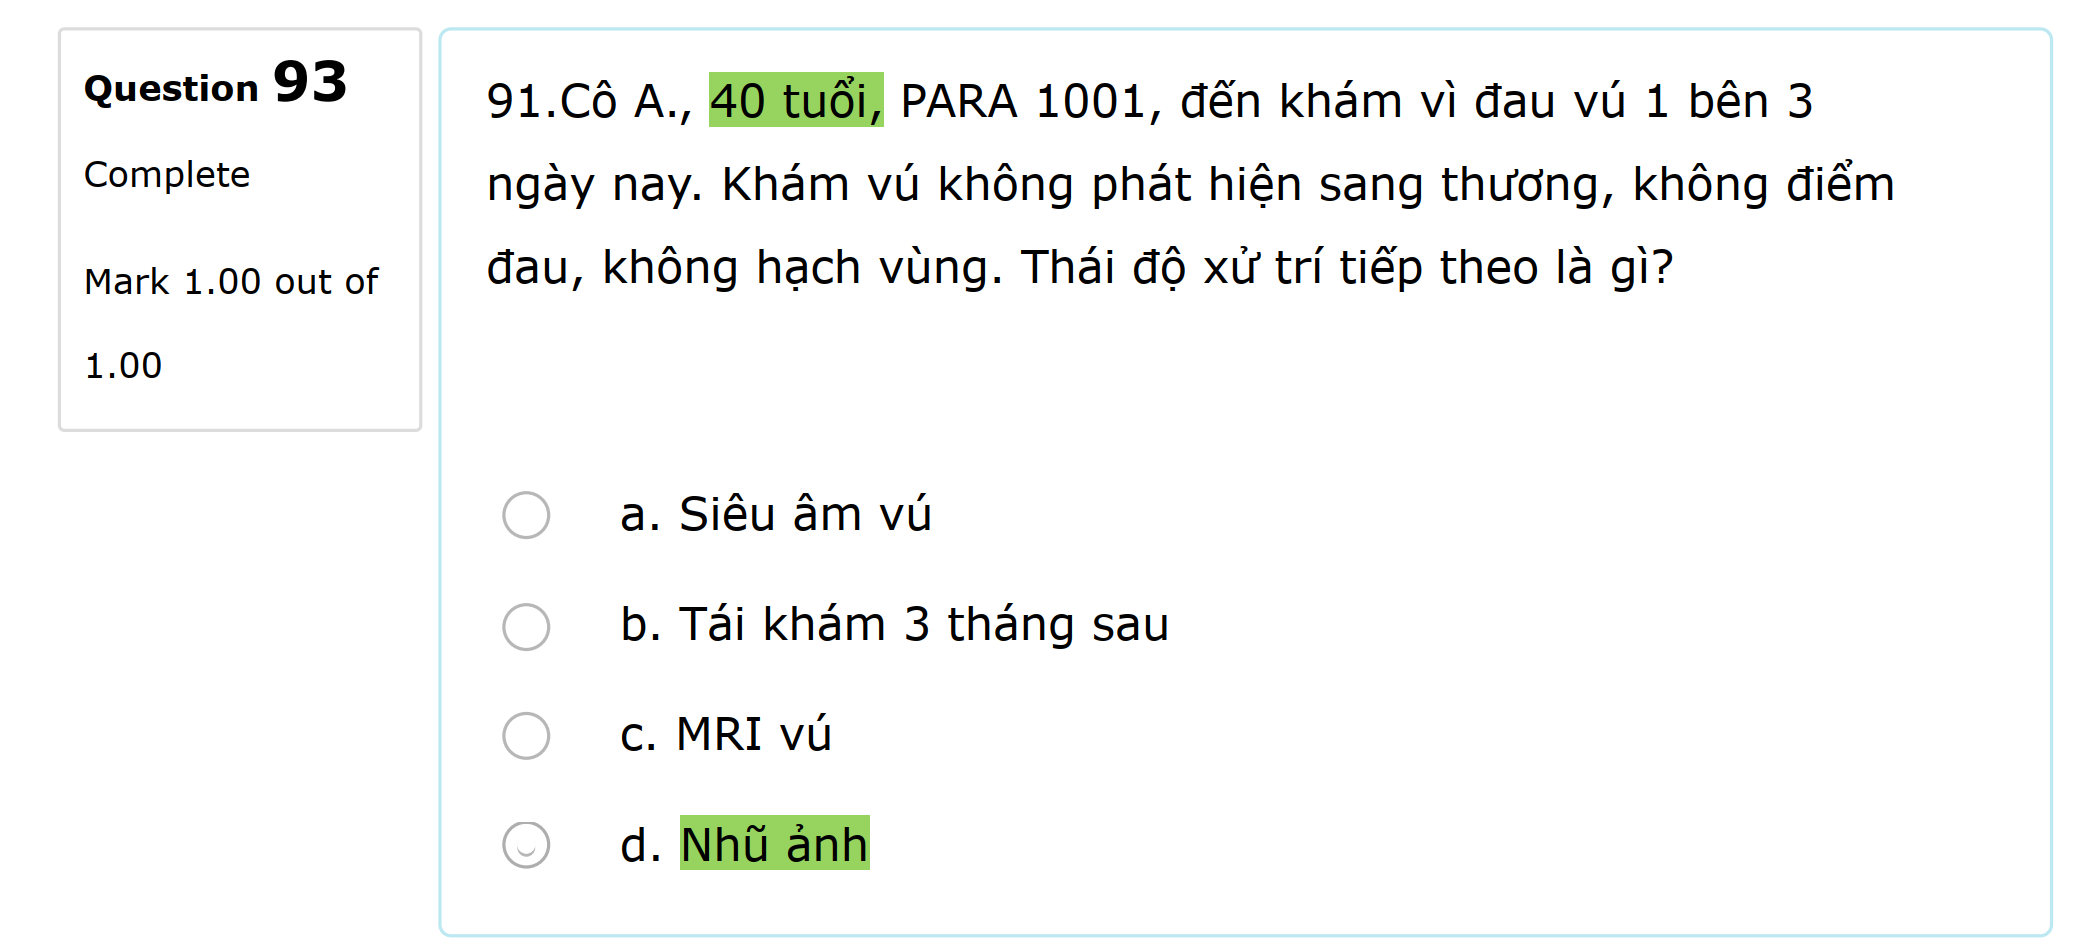 Question 93
Complete
Mark 1.00 out of
1.00
91.Cô A., 40 tuổi, PARA 1001, đến khám vì đau vú 1 bên 3
ngày nay. Khám vú không phát hiện sang thương, không điểm
đau, không hạch vùng. Thái độ xử trí tiếp theo là gì?
a. Siêu âm vú
b. Tái khám 3 tháng sau
c. MRI vú
d. Nhũ ảnh